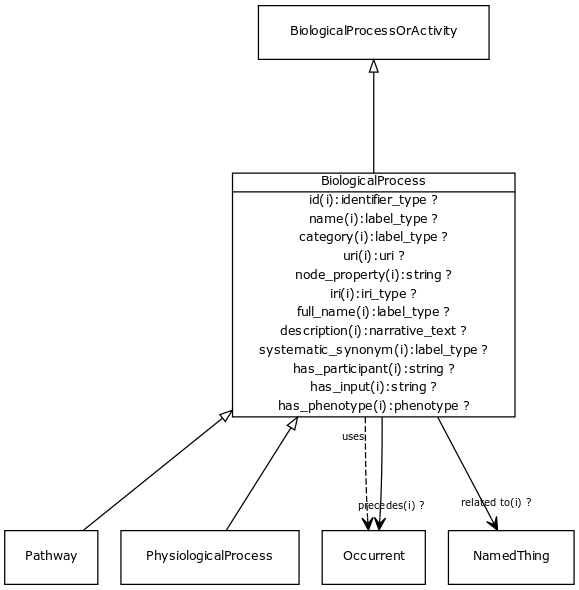 BiologicalProcessOrActivity
BiologicalProcess
id(i):identifier_type ?
name(i):label_type ?
category(i):label_type ?
uri(i):uri ?
node_property(i):string ?
iri(i):iri_type ?
full_name(i):label_type ?
description(i):narrative_text ?
systematic_synonym(i):label_type ?
has_participant(i):string ?
has_input(i):string ?
has_phenotype(i):phenotype ?
uses
precedes(i) ?
related to(i) ?
Pathway
PhysiologicalProcess
Occurrent
NamedThing